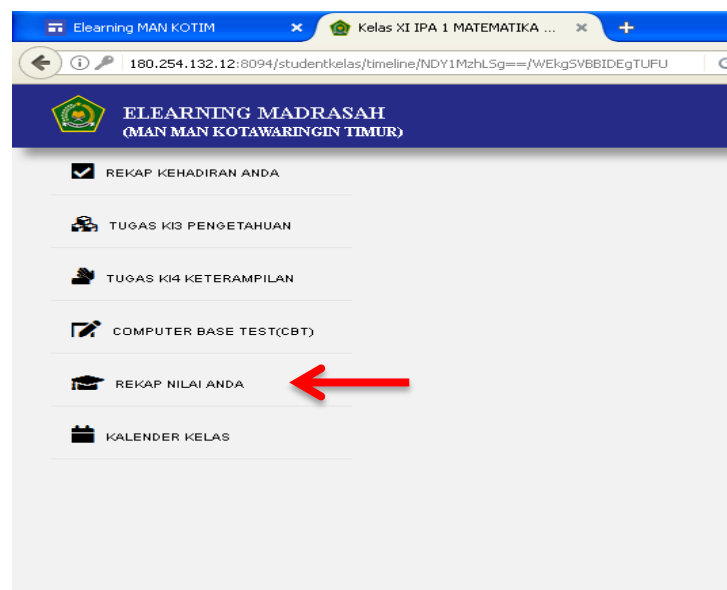 Elearning MAN KOTIM
Kelas XI IPA 1 MATEMATIKA ...
180.254.132.12:8094/studentkelas/timeline/NDY1MzhLSg==/WEkgSVBBIDEgTUFU
ELEARNING MADRASAH
(MAN MAN KOTAWARINGIN TIMUR)
REKAP KEHADIRAN ANDA
TUGAS KI3 PENGETAHUAN
TUGAS KI4 KETERAMPILAN
COMPUTER BASE TEST(CBT)
REKAP NILAI ANDA
KALENDER KELAS